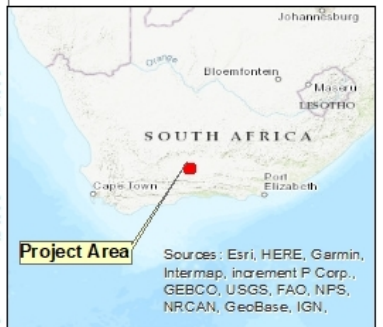 Johannesburg
Orange
Bloemfontein
Maseru
LESOTHO
SOUTH AFRICA
Cape Town
Port
Elizabeth
Project Area
Sources: Esri, HERE, Garmin,
Intermap, increment P Corp.,
GEBCO, USGS, FAO, NPS,
NRCAN, GeoBase, IGN,